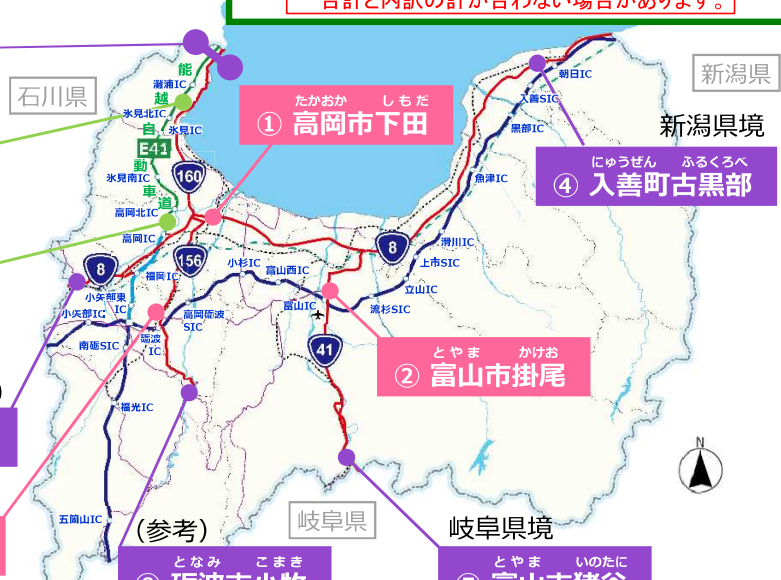 合計と内訳の計が合わない場合があります。
石川県
新潟県
新潟県境
能越自動車道
E41
灘浦IC
氷見北IC
氷見IC
氷見南IC
高岡北IC
高岡IC
160
156
8
8
41
たかおか しもだ
① 高岡市下田
にゅうぜん ふるくろべ
④ 入善町古黒部
朝日IC
入善SIC
黒部IC
魚津IC
滑川IC
上市SIC
立山IC
流杉SIC
富山IC
富山西IC
小杉IC
福岡IC
小矢部東IC
小矢部IC
高岡砺波SIC
砺波IC
南砺SIC
福光IC
五箇山IC
とやま かけお
② 富山市掛尾
N
(参考)
岐阜県
岐阜県境
となみ こまき
砺波市小牧
とやま いのたに
富山市猪谷